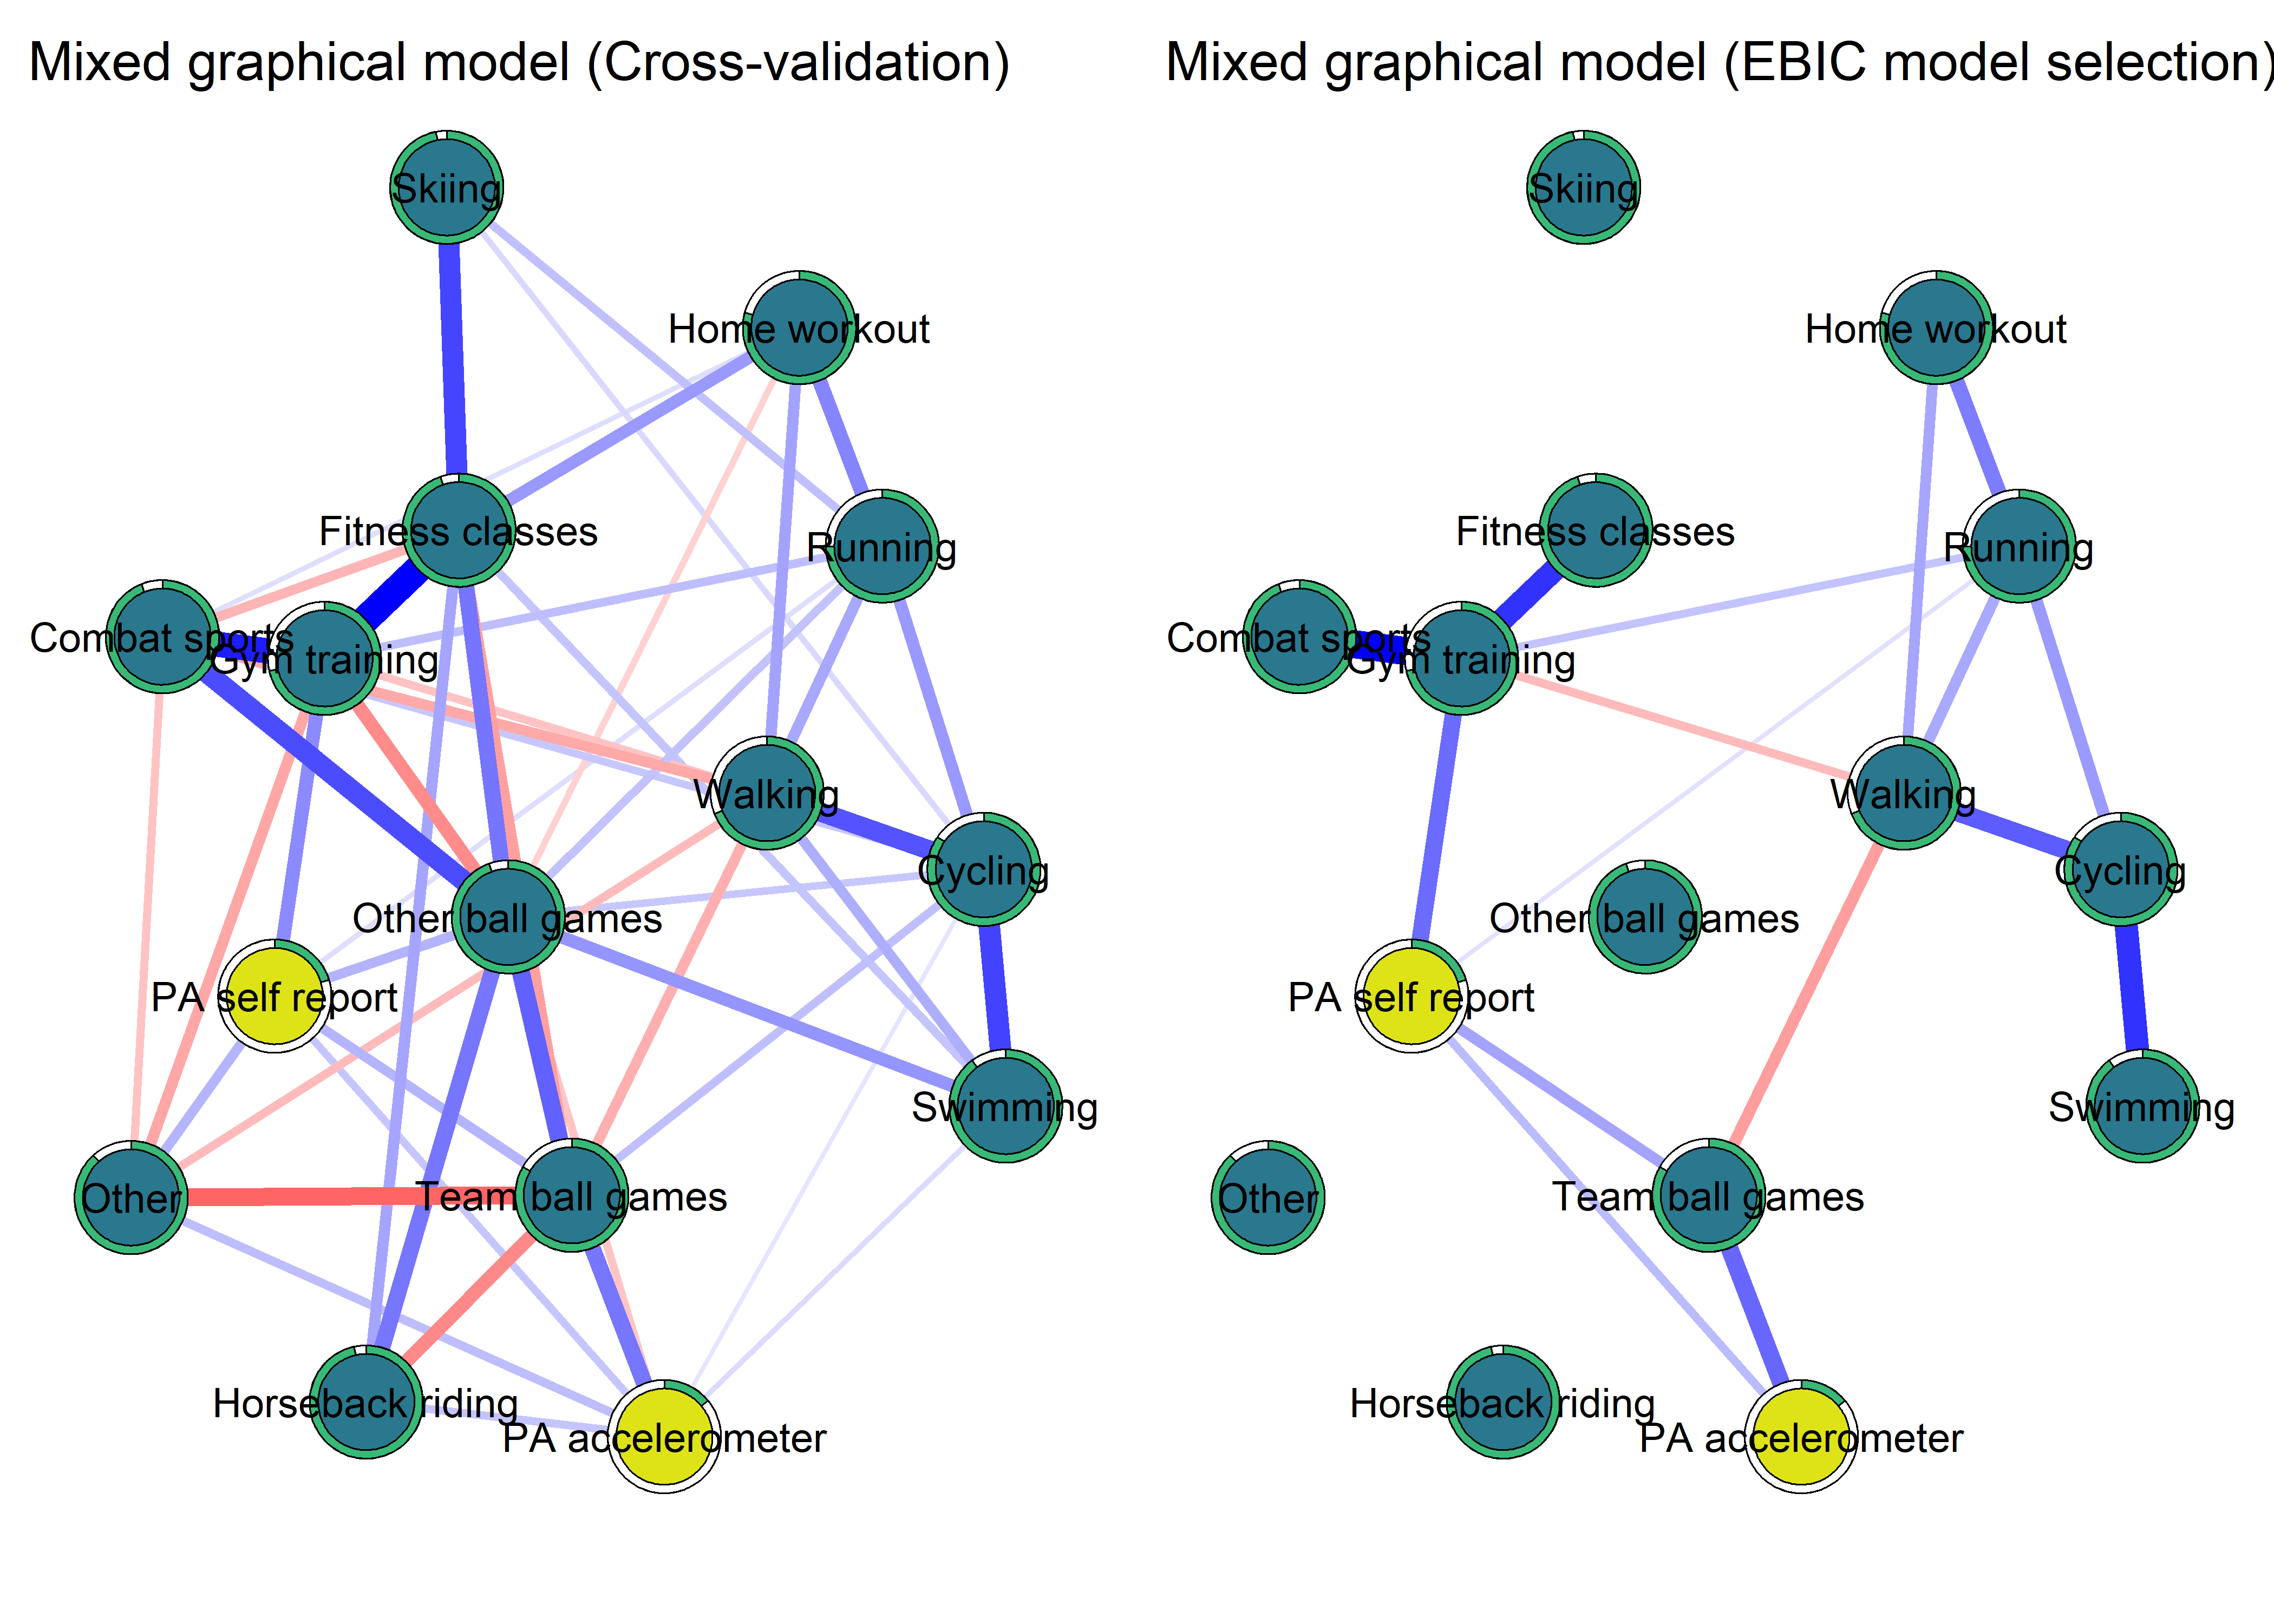 Mixed graphical model (Cross-validation)
Skiing
Home workout
Fitness classes
Running
Combat sports
Gym training
Walking
Cycling
Other ball games
PA self report
Swimming
Other
Team ball games
Horseback riding
PA accelerometer
Mixed graphical model (EBIC model selection)
Skiing
Home workout
Fitness classes
Running
Combat sports
Gym training
Walking
Cycling
Other ball games
PA self report
Swimming
Other
Team ball games
Horseback riding
PA accelerometer